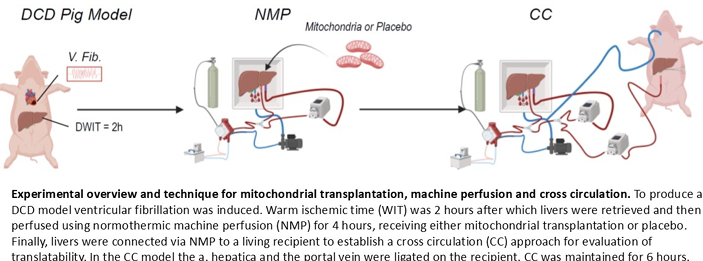 DCD Pig Model
NMP
CC
Mitochondria or Placebo
V. Fib.
DWIT = 2h
Experimental overview and technique for mitochondrial transplantation, machine perfusion and cross circulation. To produce a
DCD model ventricular fibrillation was induced. Warm ischemic time (WIT) was 2 hours after which livers were retrieved and then
perfused using normothermic machine perfusion (NMP) for 4 hours, receiving either mitochondrial transplantation or placebo.
Finally, livers were connected via NMP to a living recipient to establish a cross circulation (CC) approach for evaluation of
translatability. In the CC model the a. hepatica and the portal vein were ligated on the recipient. CC was maintained for 6 hours.